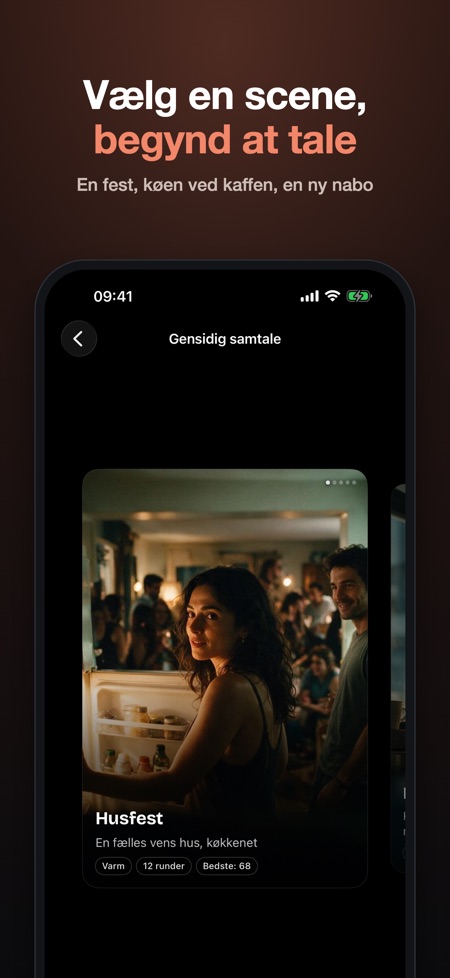 Vælg en scene,
begynd at tale
En fest, køen ved kaffen, en ny nabo
09:41
Gensidig samtale
Husfest
En fælles vens hus, køkkenet
Varm
12 runder
Bedste: 68